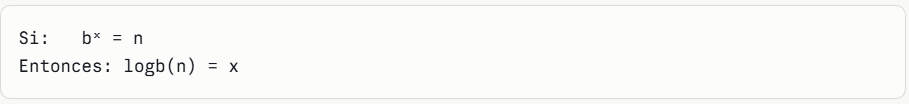 Si:   bˣ = n
Entonces: logb(n) = x